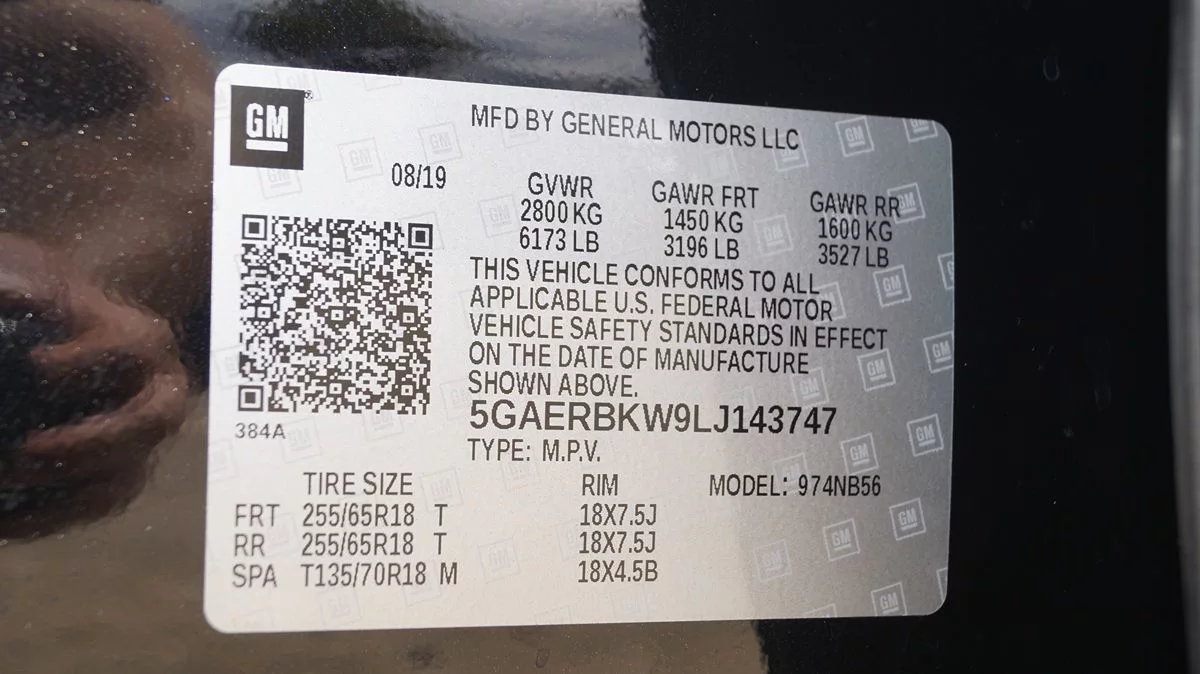 GM
MFD BY GENERAL MOTORS LLC
08/19
GVWR GAWR FRT GAWR RR
2800 KG 1450 KG 1600 KG
6173 LB 3196 LB 3527 LB
THIS VEHICLE CONFORMS TO ALL
APPLICABLE U.S. FEDERAL MOTOR
VEHICLE SAFETY STANDARDS IN EFFECT
ON THE DATE OF MANUFACTURE
SHOWN ABOVE.
384A
5GAERBKW9LJ143747
TYPE: M.P.V.
TIRE SIZE RIM MODEL: 974NB56
FRT 255/65R18 T 18X7.5J
RR 255/65R18 T 18X7.5J
SPA T135/70R18 M 18X4.5B